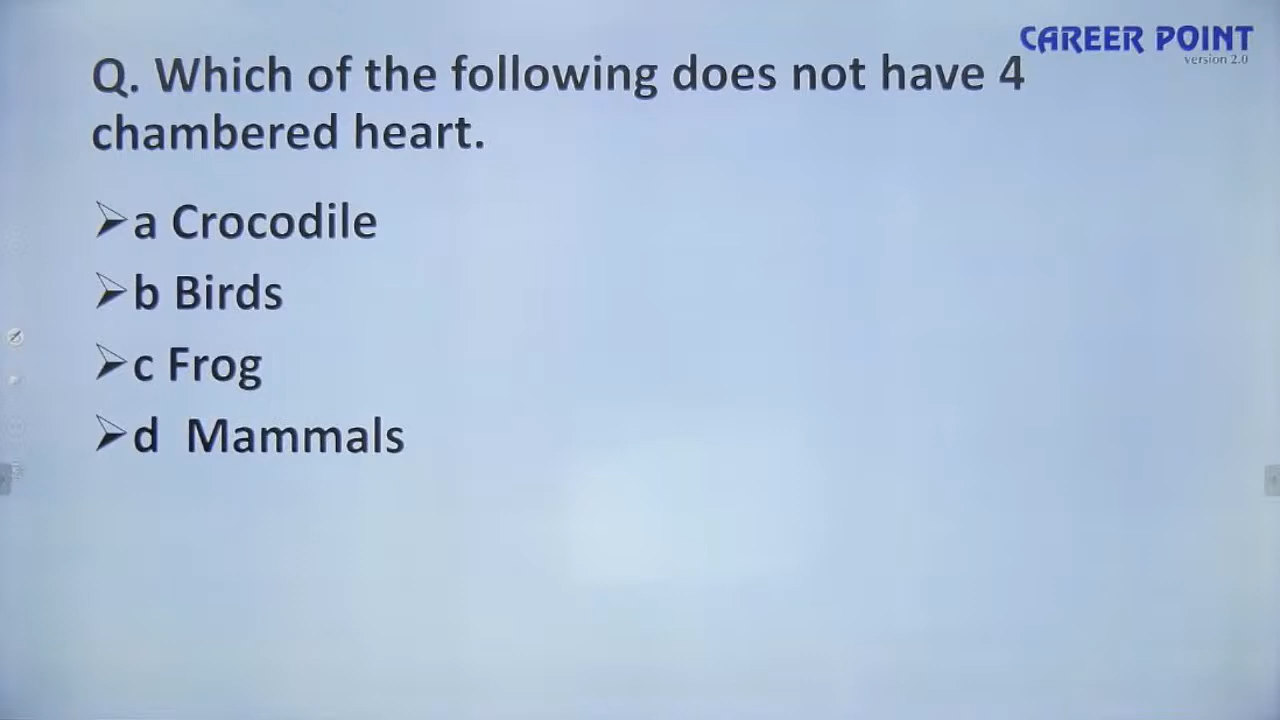 CAREER POINT
version 2.0
Q. Which of the following does not have 4
chambered heart.
➢a Crocodile
➢b Birds
➢c Frog
➢d Mammals